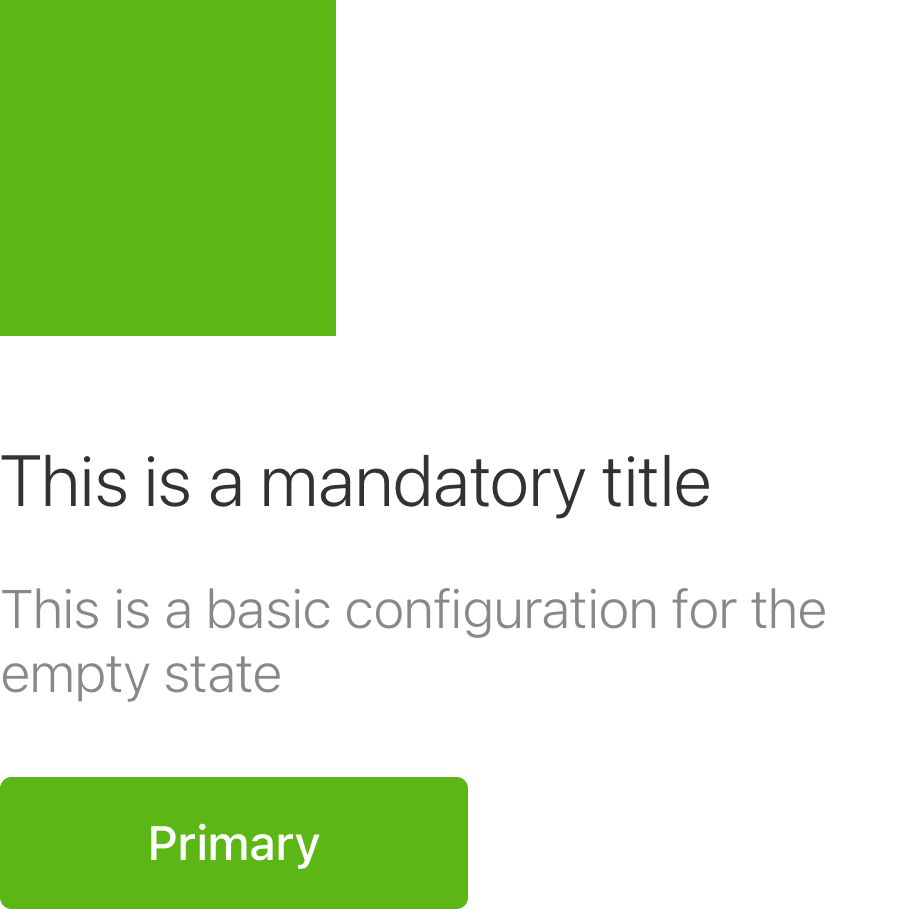 This is a mandatory title
This is a basic configuration for the
empty state
Primary